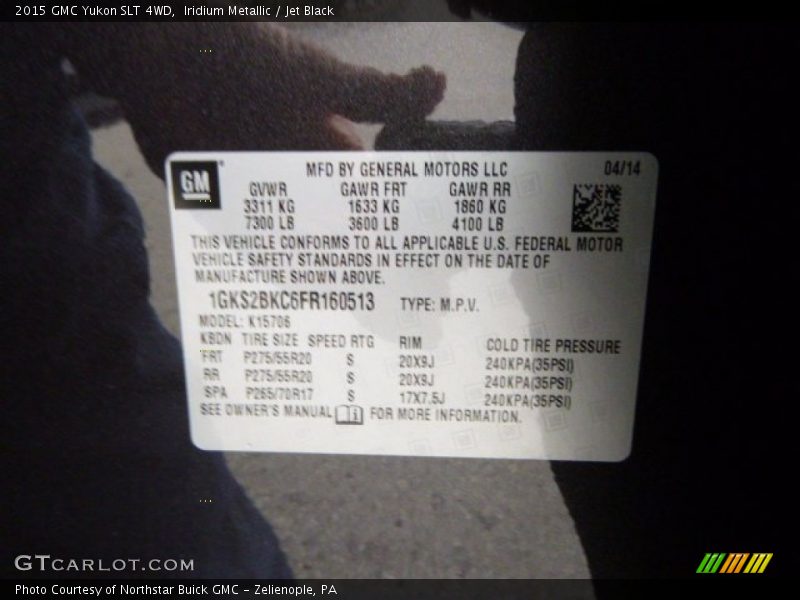 2015 GMC Yukon SLT 4WD, Iridium Metallic / Jet Black
GM
MFD BY GENERAL MOTORS LLC 04/14
GVWR GAWR FRT GAWR RR
3311 KG 1633 KG 1860 KG
7300 LB 3600 LB 4100 LB
THIS VEHICLE CONFORMS TO ALL APPLICABLE U.S. FEDERAL MOTOR
VEHICLE SAFETY STANDARDS IN EFFECT ON THE DATE OF
MANUFACTURE SHOWN ABOVE.
1GKS2BKC6FR160513 TYPE: M.P.V.
MODEL: K15706
KBDN TIRE SIZE SPEED RTG RIM COLD TIRE PRESSURE
FRT P275/55R20 S 20X9J 240KPA(35PSI)
RR P275/55R20 S 20X9J 240KPA(35PSI)
SPA P265/70R17 S 17X7.5J 240KPA(35PSI)
SEE OWNER'S MANUAL FOR MORE INFORMATION.
GTCARLOT.COM
Photo Courtesy of Northstar Buick GMC - Zelienople, PA